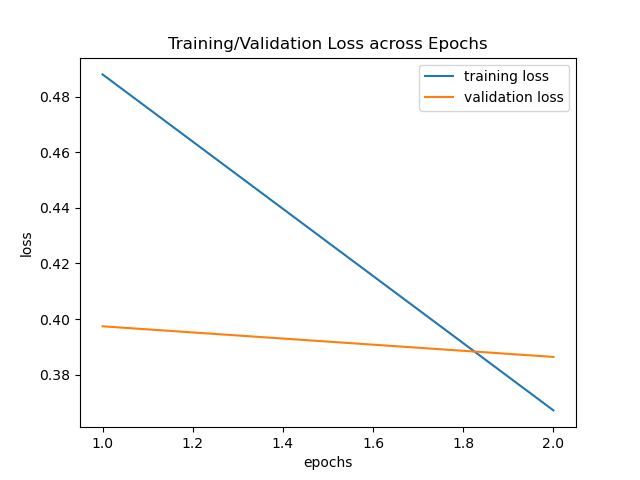 Training/Validation Loss across Epochs
training loss
validation loss
loss
0.48
0.46
0.44
0.42
0.40
0.38
1.0 1.2 1.4 1.6 1.8 2.0
epochs